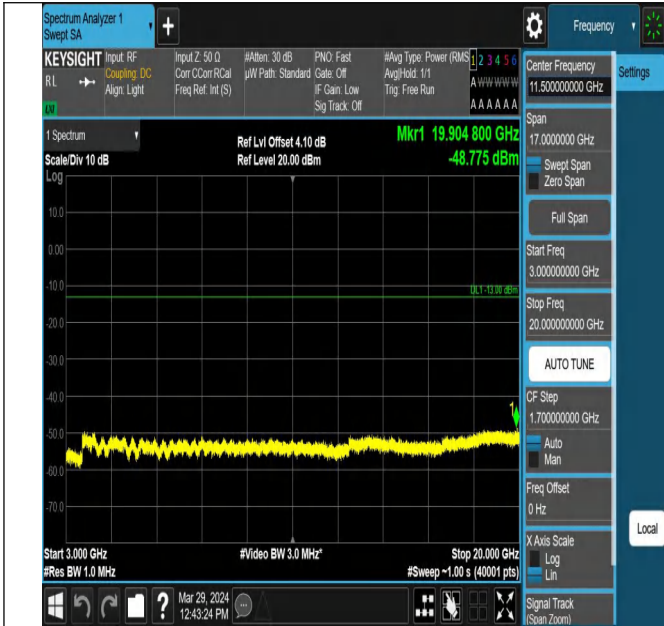 Spectrum Analyzer 1
Swept SA
Frequency
KEYSIGHT
RL
LXI
Input: RF
Coupling: DC
Align: Light
Input Z: 50 Ω
Corr CCorr RCal
Freq Ref: Int (S)
#Atten: 30 dB
µW Path: Standard
PNO: Fast
Gate: Off
IF Gain: Low
Sig Track: Off
#Avg Type: Power (RMS
Avg|Hold: 1/1
Trig: Free Run
1 2 3 4 5 6
A W W W W W
A A A A A A
1 Spectrum
Scale/Div 10 dB
Log
Ref Lvl Offset 4.10 dB
Ref Level 20.00 dBm
Mkr1 19.904 800 GHz
-48.775 dBm
10.0
0.00
-10.0
DL1 -13.00 dBm
-20.0
-30.0
-40.0
1
-50.0
-60.0
-70.0
Start 3.000 GHz
#Res BW 1.0 MHz
#Video BW 3.0 MHz*
Stop 20.000 GHz
#Sweep ~1.00 s (40001 pts)
Mar 29, 2024
12:43:24 PM
Center Frequency
11.500000000 GHz
Settings
Span
17.0000000 GHz
Swept Span
Zero Span
Full Span
Start Freq
3.000000000 GHz
Stop Freq
20.000000000 GHz
AUTO TUNE
CF Step
1.700000000 GHz
Auto
Man
Freq Offset
0 Hz
X Axis Scale
Log
Lin
Local
Signal Track
(Span Zoom)